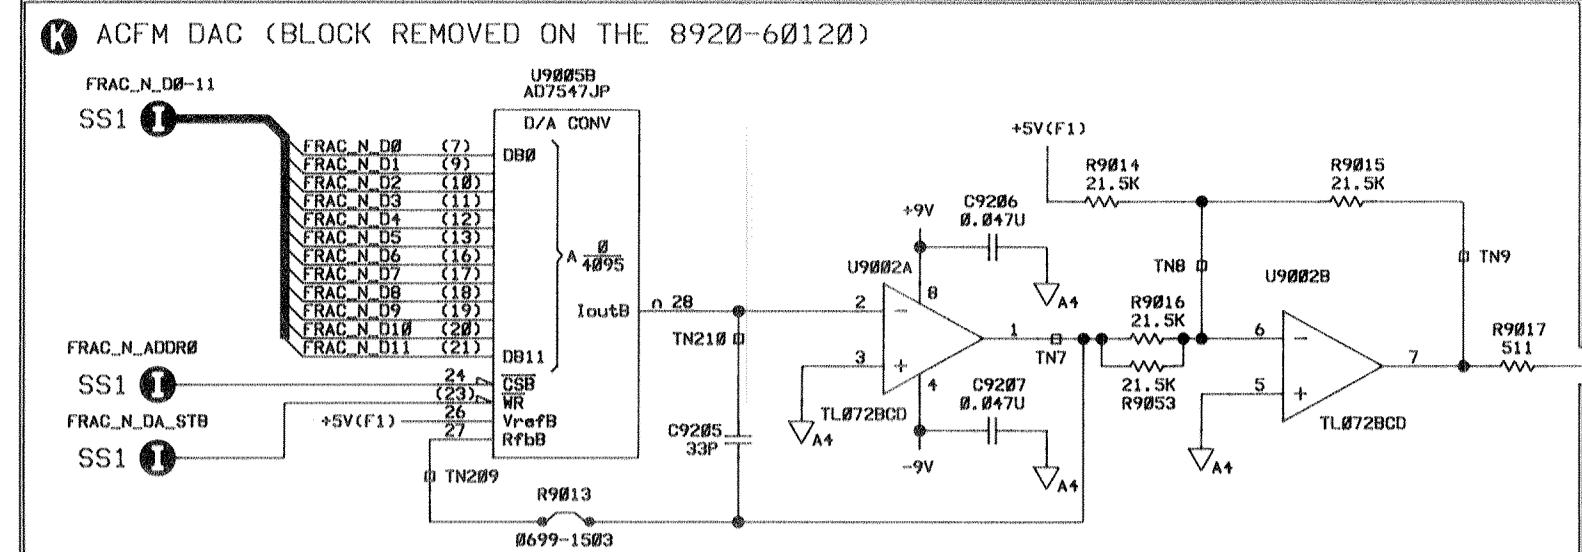 K ACFM DAC (BLOCK REMOVED ON THE 8920-60120)
FRAC_N_D0-11
SS1 I
U9005B
AD7547JP
D/A CONV
FRAC_N_D0 (7) DB0
FRAC_N_D1 (9)
FRAC_N_D2 (10)
FRAC_N_D3 (11)
FRAC_N_D4 (12)
FRAC_N_D5 (13)
FRAC_N_D6 (16)
FRAC_N_D7 (17)
FRAC_N_D8 (18)
FRAC_N_D9 (19)
FRAC_N_D10 (20)
FRAC_N_D11 (21) DB11
A 0
4095
IoutB n 28
FRAC_N_ADDR0
SS1 I
24 CSB
(23) WR
FRAC_N_DA_STB
+5V(F1) 26 VrefB
27 RfbB
SS1 I
TN209
R9013
0699-1503
TN210
C9205
33P
U9002A
2 -
3 +
8
4
1
TL072BCD
A4
+9V
C9206
0.047U
A4
C9207
0.047U
-9V
A4
TN7
+5V(F1)
R9014
21.5K
R9015
21.5K
TN8
TN9
R9016
21.5K
21.5K
R9053
U9002B
6 -
5 +
7
TL072BCD
A4
R9017
511